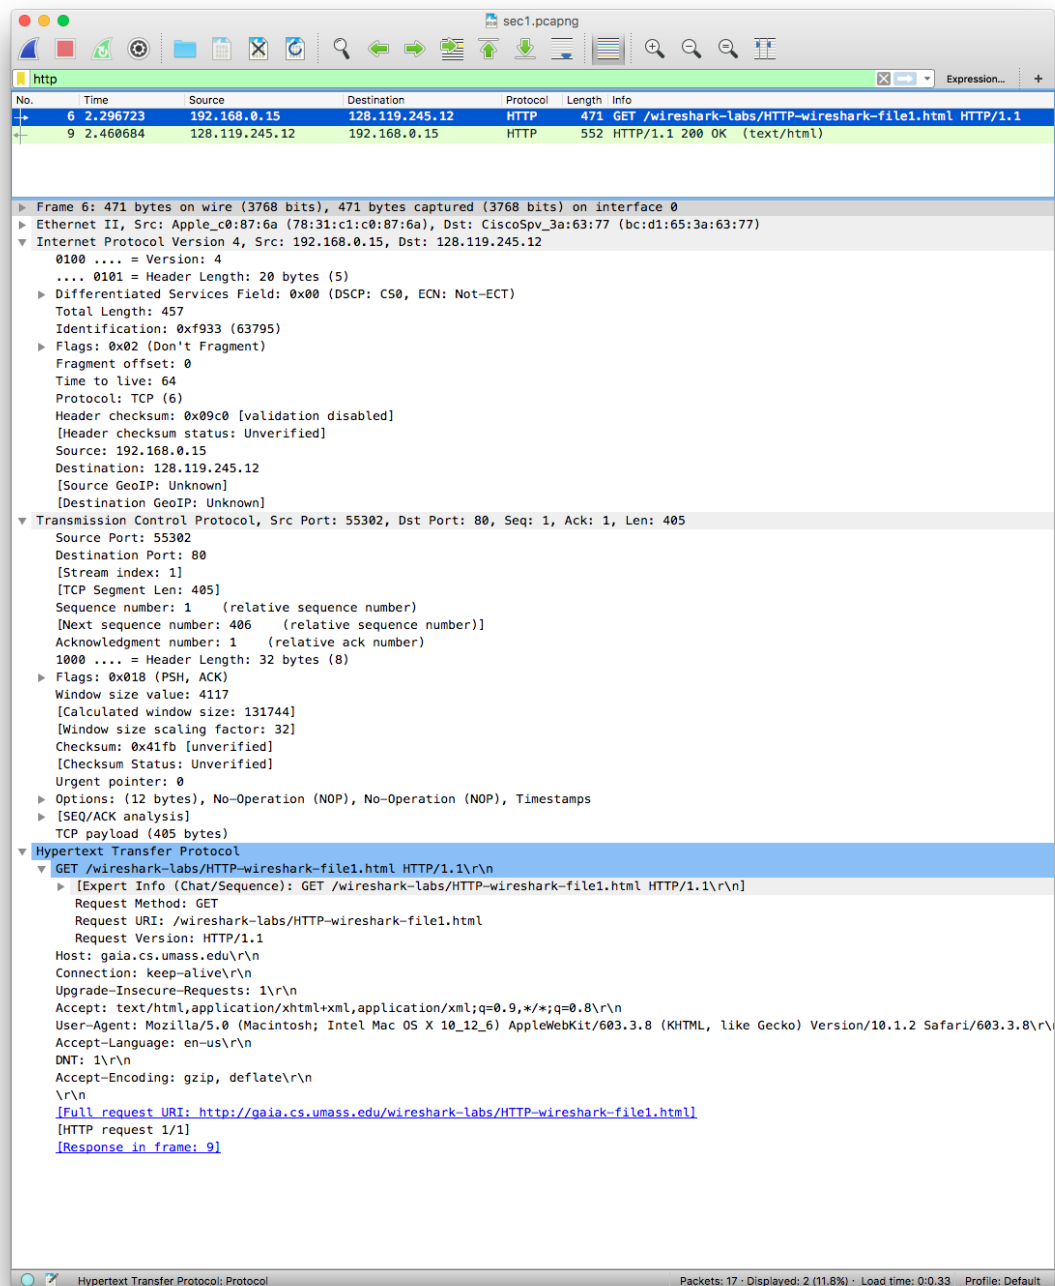 sec1.pcapng
http
Expression...
+
No. Time Source Destination Protocol Length Info
6 2.296723 192.168.0.15 128.119.245.12 HTTP 471 GET /wireshark-labs/HTTP-wireshark-file1.html HTTP/1.1
9 2.460684 128.119.245.12 192.168.0.15 HTTP 552 HTTP/1.1 200 OK (text/html)
Frame 6: 471 bytes on wire (3768 bits), 471 bytes captured (3768 bits) on interface 0
Ethernet II, Src: Apple_c0:87:6a (78:31:c1:c0:87:6a), Dst: CiscoSpv_3a:63:77 (bc:d1:65:3a:63:77)
Internet Protocol Version 4, Src: 192.168.0.15, Dst: 128.119.245.12
0100 .... = Version: 4
.... 0101 = Header Length: 20 bytes (5)
Differentiated Services Field: 0x00 (DSCP: CS0, ECN: Not-ECT)
Total Length: 457
Identification: 0xf933 (63795)
Flags: 0x02 (Don't Fragment)
Fragment offset: 0
Time to live: 64
Protocol: TCP (6)
Header checksum: 0x09c0 [validation disabled]
[Header checksum status: Unverified]
Source: 192.168.0.15
Destination: 128.119.245.12
[Source GeoIP: Unknown]
[Destination GeoIP: Unknown]
Transmission Control Protocol, Src Port: 55302, Dst Port: 80, Seq: 1, Ack: 1, Len: 405
Source Port: 55302
Destination Port: 80
[Stream index: 1]
[TCP Segment Len: 405]
Sequence number: 1 (relative sequence number)
[Next sequence number: 406 (relative sequence number)]
Acknowledgment number: 1 (relative ack number)
1000 .... = Header Length: 32 bytes (8)
Flags: 0x018 (PSH, ACK)
Window size value: 4117
[Calculated window size: 131744]
[Window size scaling factor: 32]
Checksum: 0x41fb [unverified]
[Checksum Status: Unverified]
Urgent pointer: 0
Options: (12 bytes), No-Operation (NOP), No-Operation (NOP), Timestamps
[SEQ/ACK analysis]
TCP payload (405 bytes)
Hypertext Transfer Protocol
GET /wireshark-labs/HTTP-wireshark-file1.html HTTP/1.1\r\n
[Expert Info (Chat/Sequence): GET /wireshark-labs/HTTP-wireshark-file1.html HTTP/1.1\r\n]
Request Method: GET
Request URI: /wireshark-labs/HTTP-wireshark-file1.html
Request Version: HTTP/1.1
Host: gaia.cs.umass.edu\r\n
Connection: keep-alive\r\n
Upgrade-Insecure-Requests: 1\r\n
Accept: text/html,application/xhtml+xml,application/xml;q=0.9,*/*;q=0.8\r\n
User-Agent: Mozilla/5.0 (Macintosh; Intel Mac OS X 10_12_6) AppleWebKit/603.3.8 (KHTML, like Gecko) Version/10.1.2 Safari/603.3.8\r\
Accept-Language: en-us\r\n
DNT: 1\r\n
Accept-Encoding: gzip, deflate\r\n
\r\n
[Full request URI: http://gaia.cs.umass.edu/wireshark-labs/HTTP-wireshark-file1.html]
[HTTP request 1/1]
[Response in frame: 9]
Hypertext Transfer Protocol: Protocol
Packets: 17 · Displayed: 2 (11.8%) · Load time: 0:0.33 Profile: Default